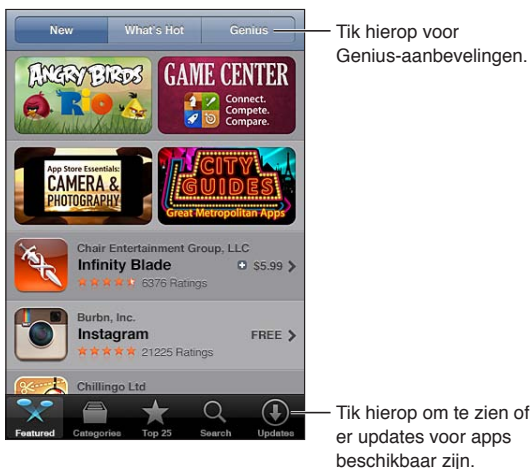 New What's Hot Genius
Tik hierop voor
Genius-aanbevelingen.
ANGRY BIRDS
RIO
GAME CENTER
Connect.
Compete.
Compare.
App Store Essentials:
CAMERA &
PHOTOGRAPHY
CITY
GUIDES
Great Metropolitan Apps
Chair Entertainment Group, LLC
Infinity Blade
$5.99
6376 Ratings
Burbn, Inc.
Instagram
FREE
21225 Ratings
Chillingo Ltd
Featured Categories Top 25 Search Updates
Tik hierop om te zien of
er updates voor apps
beschikbaar zijn.